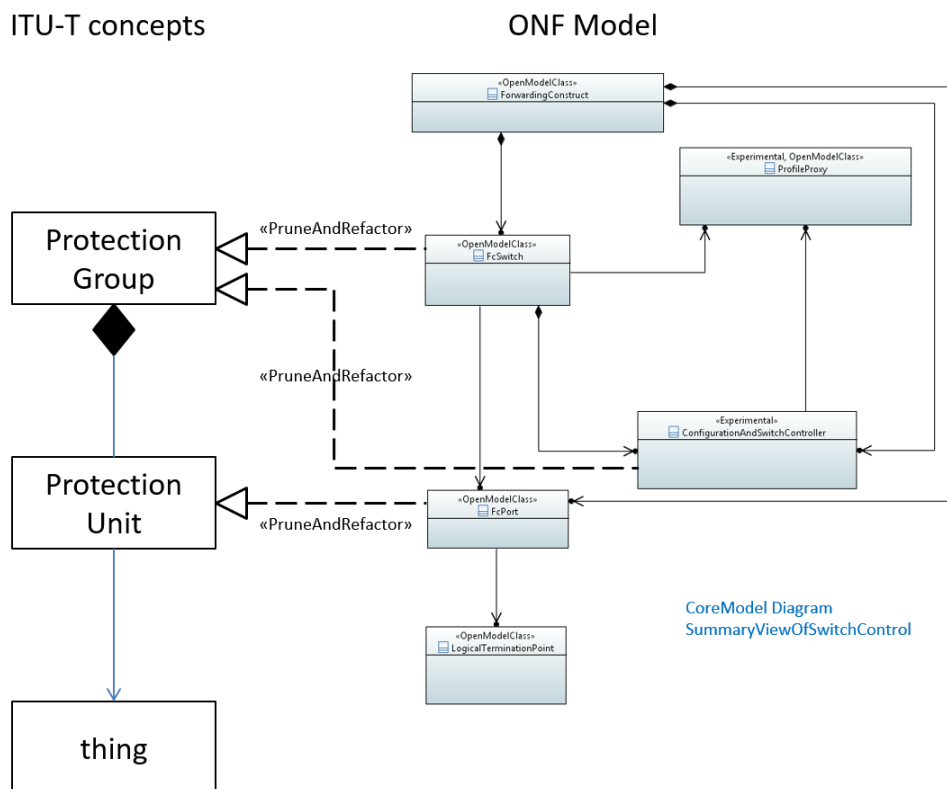 ITU-T concepts
ONF Model
«OpenModelClass»
ForwardingConstruct
«Experimental, OpenModelClass»
ProfileProxy
Protection
Group
«PruneAndRefactor»
«OpenModelClass»
FcSwitch
«PruneAndRefactor»
«Experimental»
ConfigurationAndSwitchController
Protection
Unit
«PruneAndRefactor»
«OpenModelClass»
FcPort
CoreModel Diagram
SummaryViewOfSwitchControl
«OpenModelClass»
LogicalTerminationPoint
thing